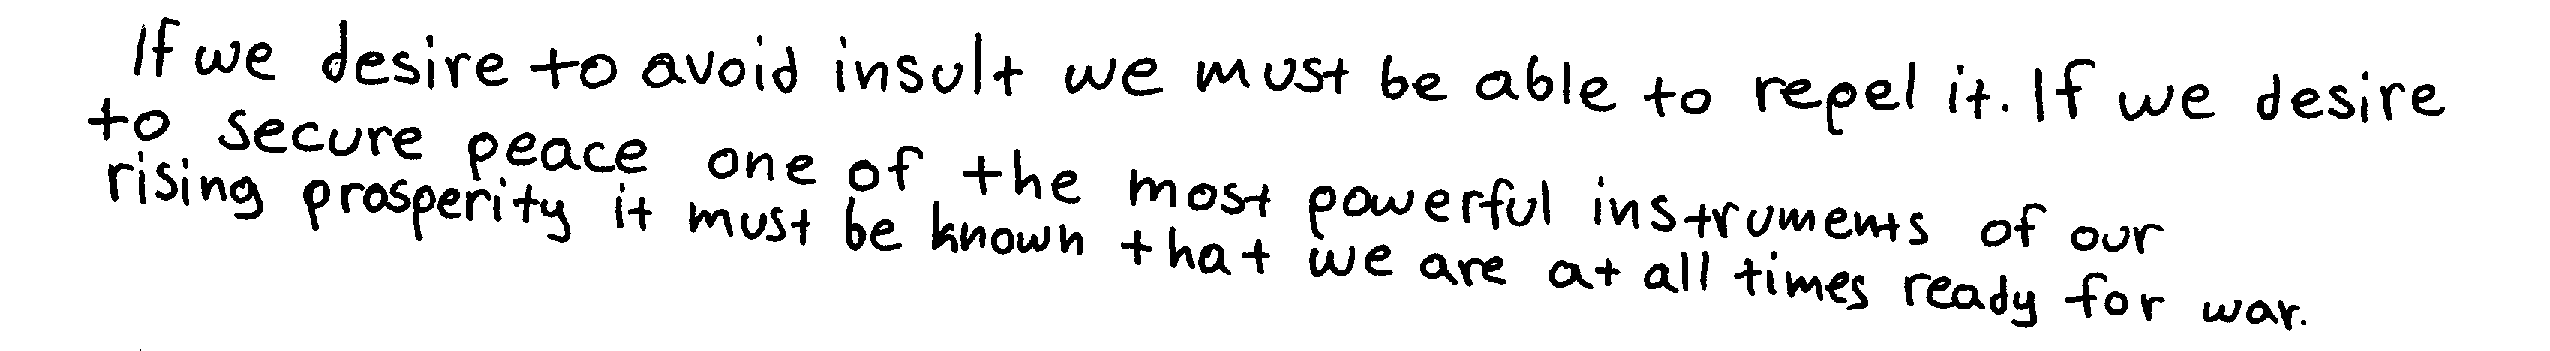 If we desire to avoid insult we must be able to repel it. If we desire
to secure peace one of the most powerful instruments of our
rising prosperity it must be known that we are at all times ready for war.